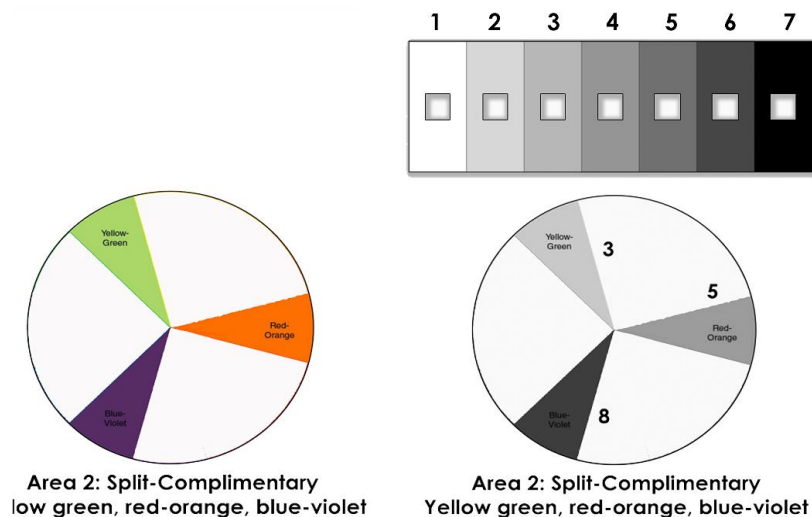 1 2 3 4 5 6 7
Yellow-
Green
Red-
Orange
Blue-
Violet
Area 2: Split-Complimentary
low green, red-orange, blue-violet
Yellow-
Green
3
5
Red-
Orange
Blue-
Violet
8
Area 2: Split-Complimentary
Yellow green, red-orange, blue-violet